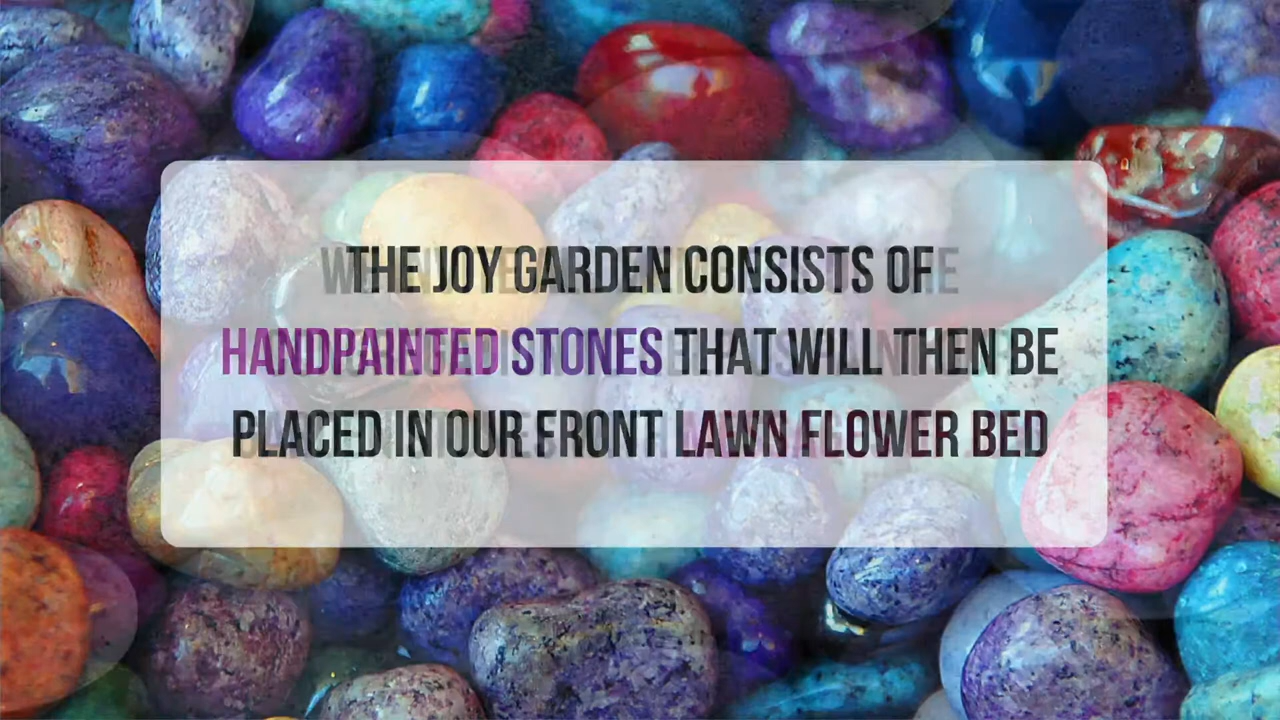 THE JOY GARDEN CONSISTS OF
HANDPAINTED STONES THAT WILL THEN BE
PLACED IN OUR FRONT LAWN FLOWER BED